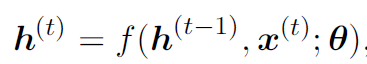 h^(t) = f(h^(t−1), x^(t); θ),